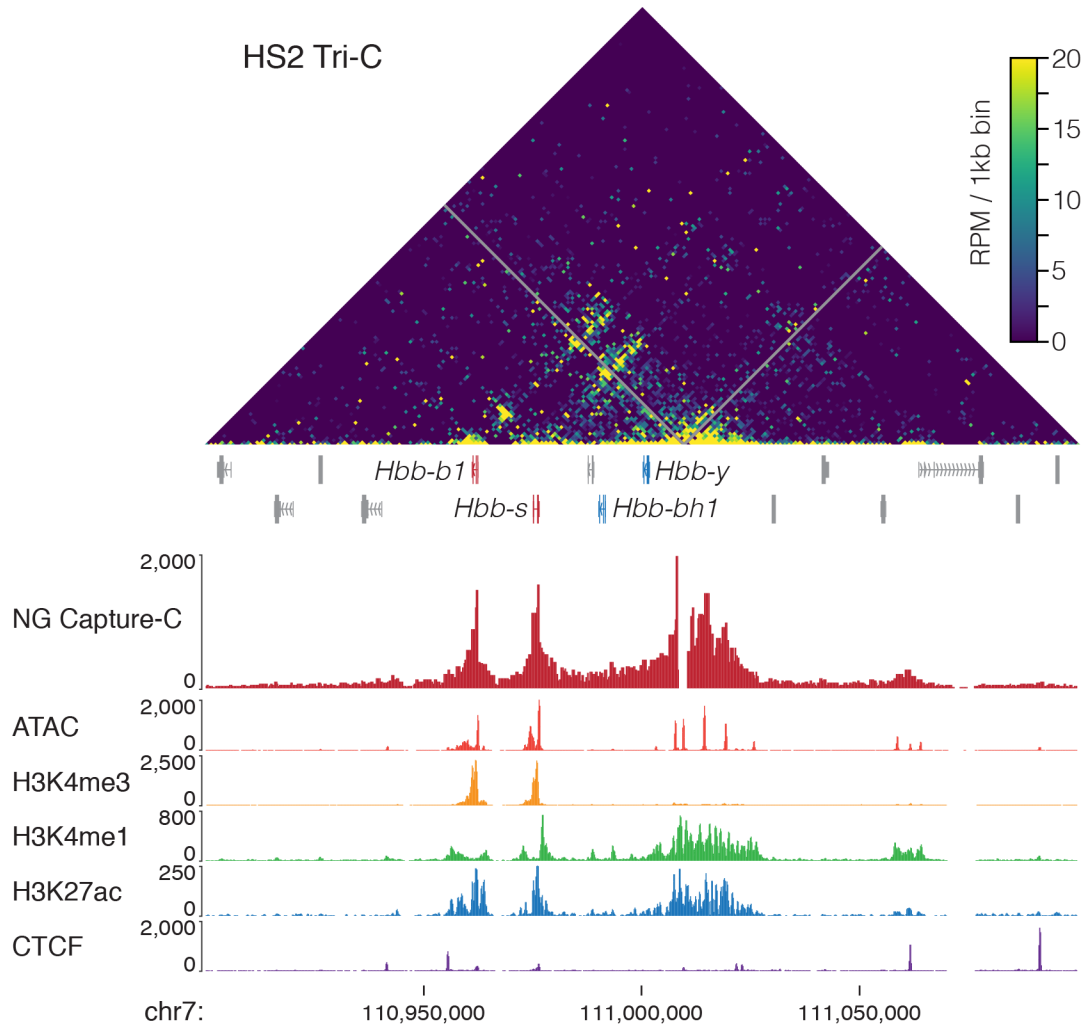 HS2 Tri-C
20
15
10
5
0
RPM / 1kb bin
Hbb-b1
Hbb-y
Hbb-s
Hbb-bh1
NG Capture-C
2,000
0
ATAC
2,000
0
H3K4me3
2,500
0
H3K4me1
800
0
H3K27ac
250
0
CTCF
2,000
0
chr7:
110,950,000
111,000,000
111,050,000